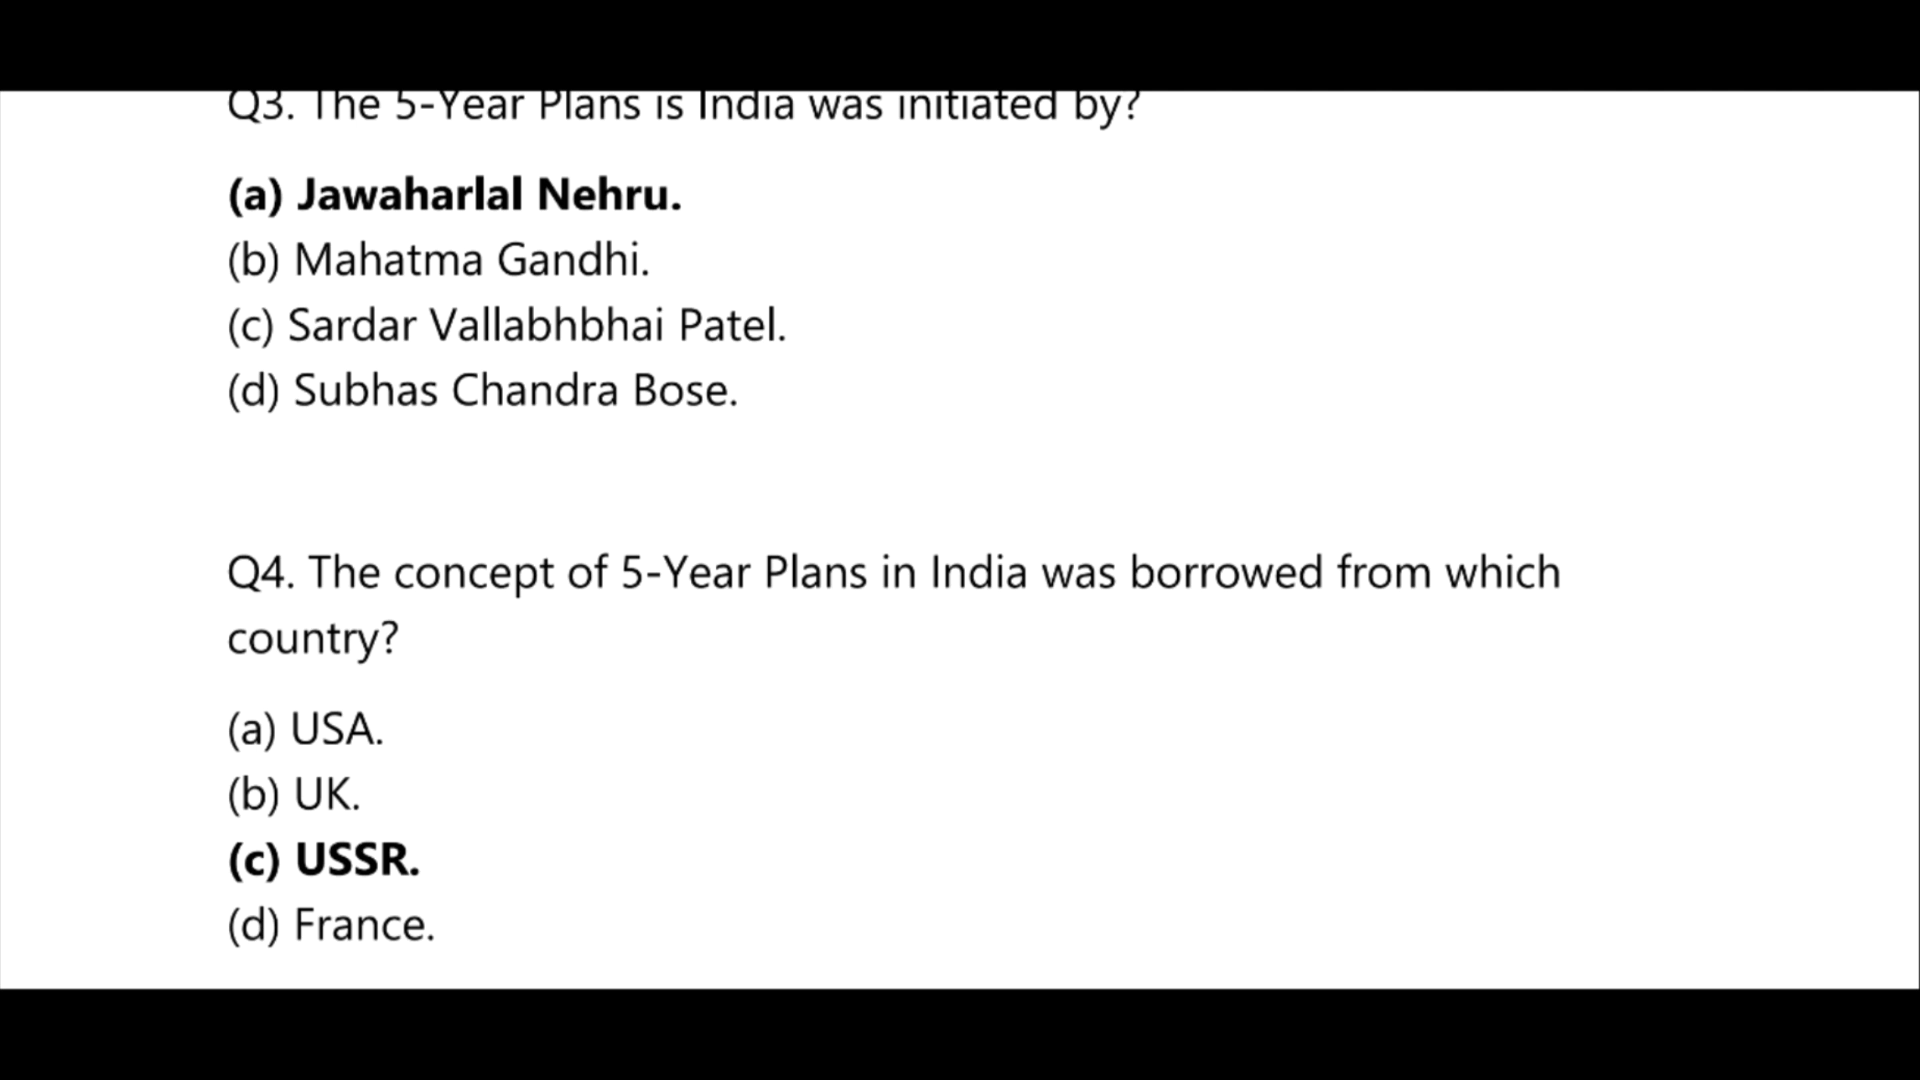 Q3. The 5-Year Plans is India was initiated by?
(a) Jawaharlal Nehru.
(b) Mahatma Gandhi.
(c) Sardar Vallabhbhai Patel.
(d) Subhas Chandra Bose.
Q4. The concept of 5-Year Plans in India was borrowed from which
country?
(a) USA.
(b) UK.
(c) USSR.
(d) France.